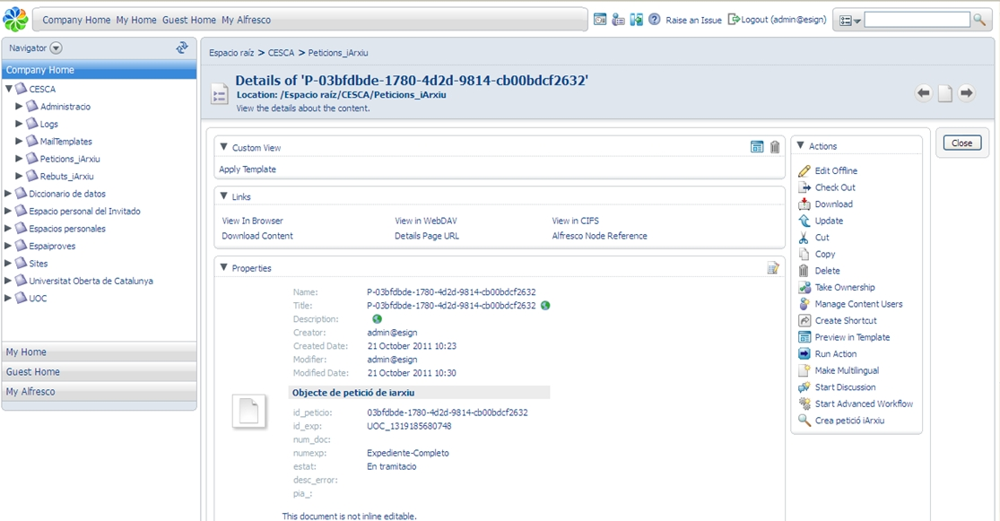 Company Home My Home Guest Home My Alfresco
Raise an Issue Logout (admin@esign)
Navigator
Company Home
CESCA
Administracio
Logs
MailTemplates
Peticions_iArxiu
Rebuts_iArxiu
Diccionario de datos
Espacio personal del Invitado
Espacios personales
Espaiproves
Sites
Universitat Oberta de Catalunya
UOC
My Home
Guest Home
My Alfresco
Espacio raíz > CESCA > Peticions_iArxiu
Details of 'P-03bfdbde-1780-4d2d-9814-cb00bdcf2632'
Location: /Espacio raíz/CESCA/Peticions_iArxiu
View the details about the content.
Custom View
Apply Template
Links
View In Browser View in WebDAV View in CIFS
Download Content Details Page URL Alfresco Node Reference
Properties
Name: P-03bfdbde-1780-4d2d-9814-cb00bdcf2632
Title: P-03bfdbde-1780-4d2d-9814-cb00bdcf2632
Description:
Creator: admin@esign
Created Date: 21 October 2011 10:23
Modifier: admin@esign
Modified Date: 21 October 2011 10:30
Objecte de petició de iarxiu
id_peticio: 03bfdbde-1780-4d2d-9814-cb00bdcf2632
id_exp: UOC_1319185680748
num_doc:
numexp: Expediente-Completo
estat: En tramitacio
desc_error:
pia_:
This document is not inline editable.
Actions
Edit Offline
Check Out
Download
Update
Cut
Copy
Delete
Take Ownership
Manage Content Users
Create Shortcut
Preview in Template
Run Action
Make Multilingual
Start Discussion
Start Advanced Workflow
Crea petició iArxiu
Close